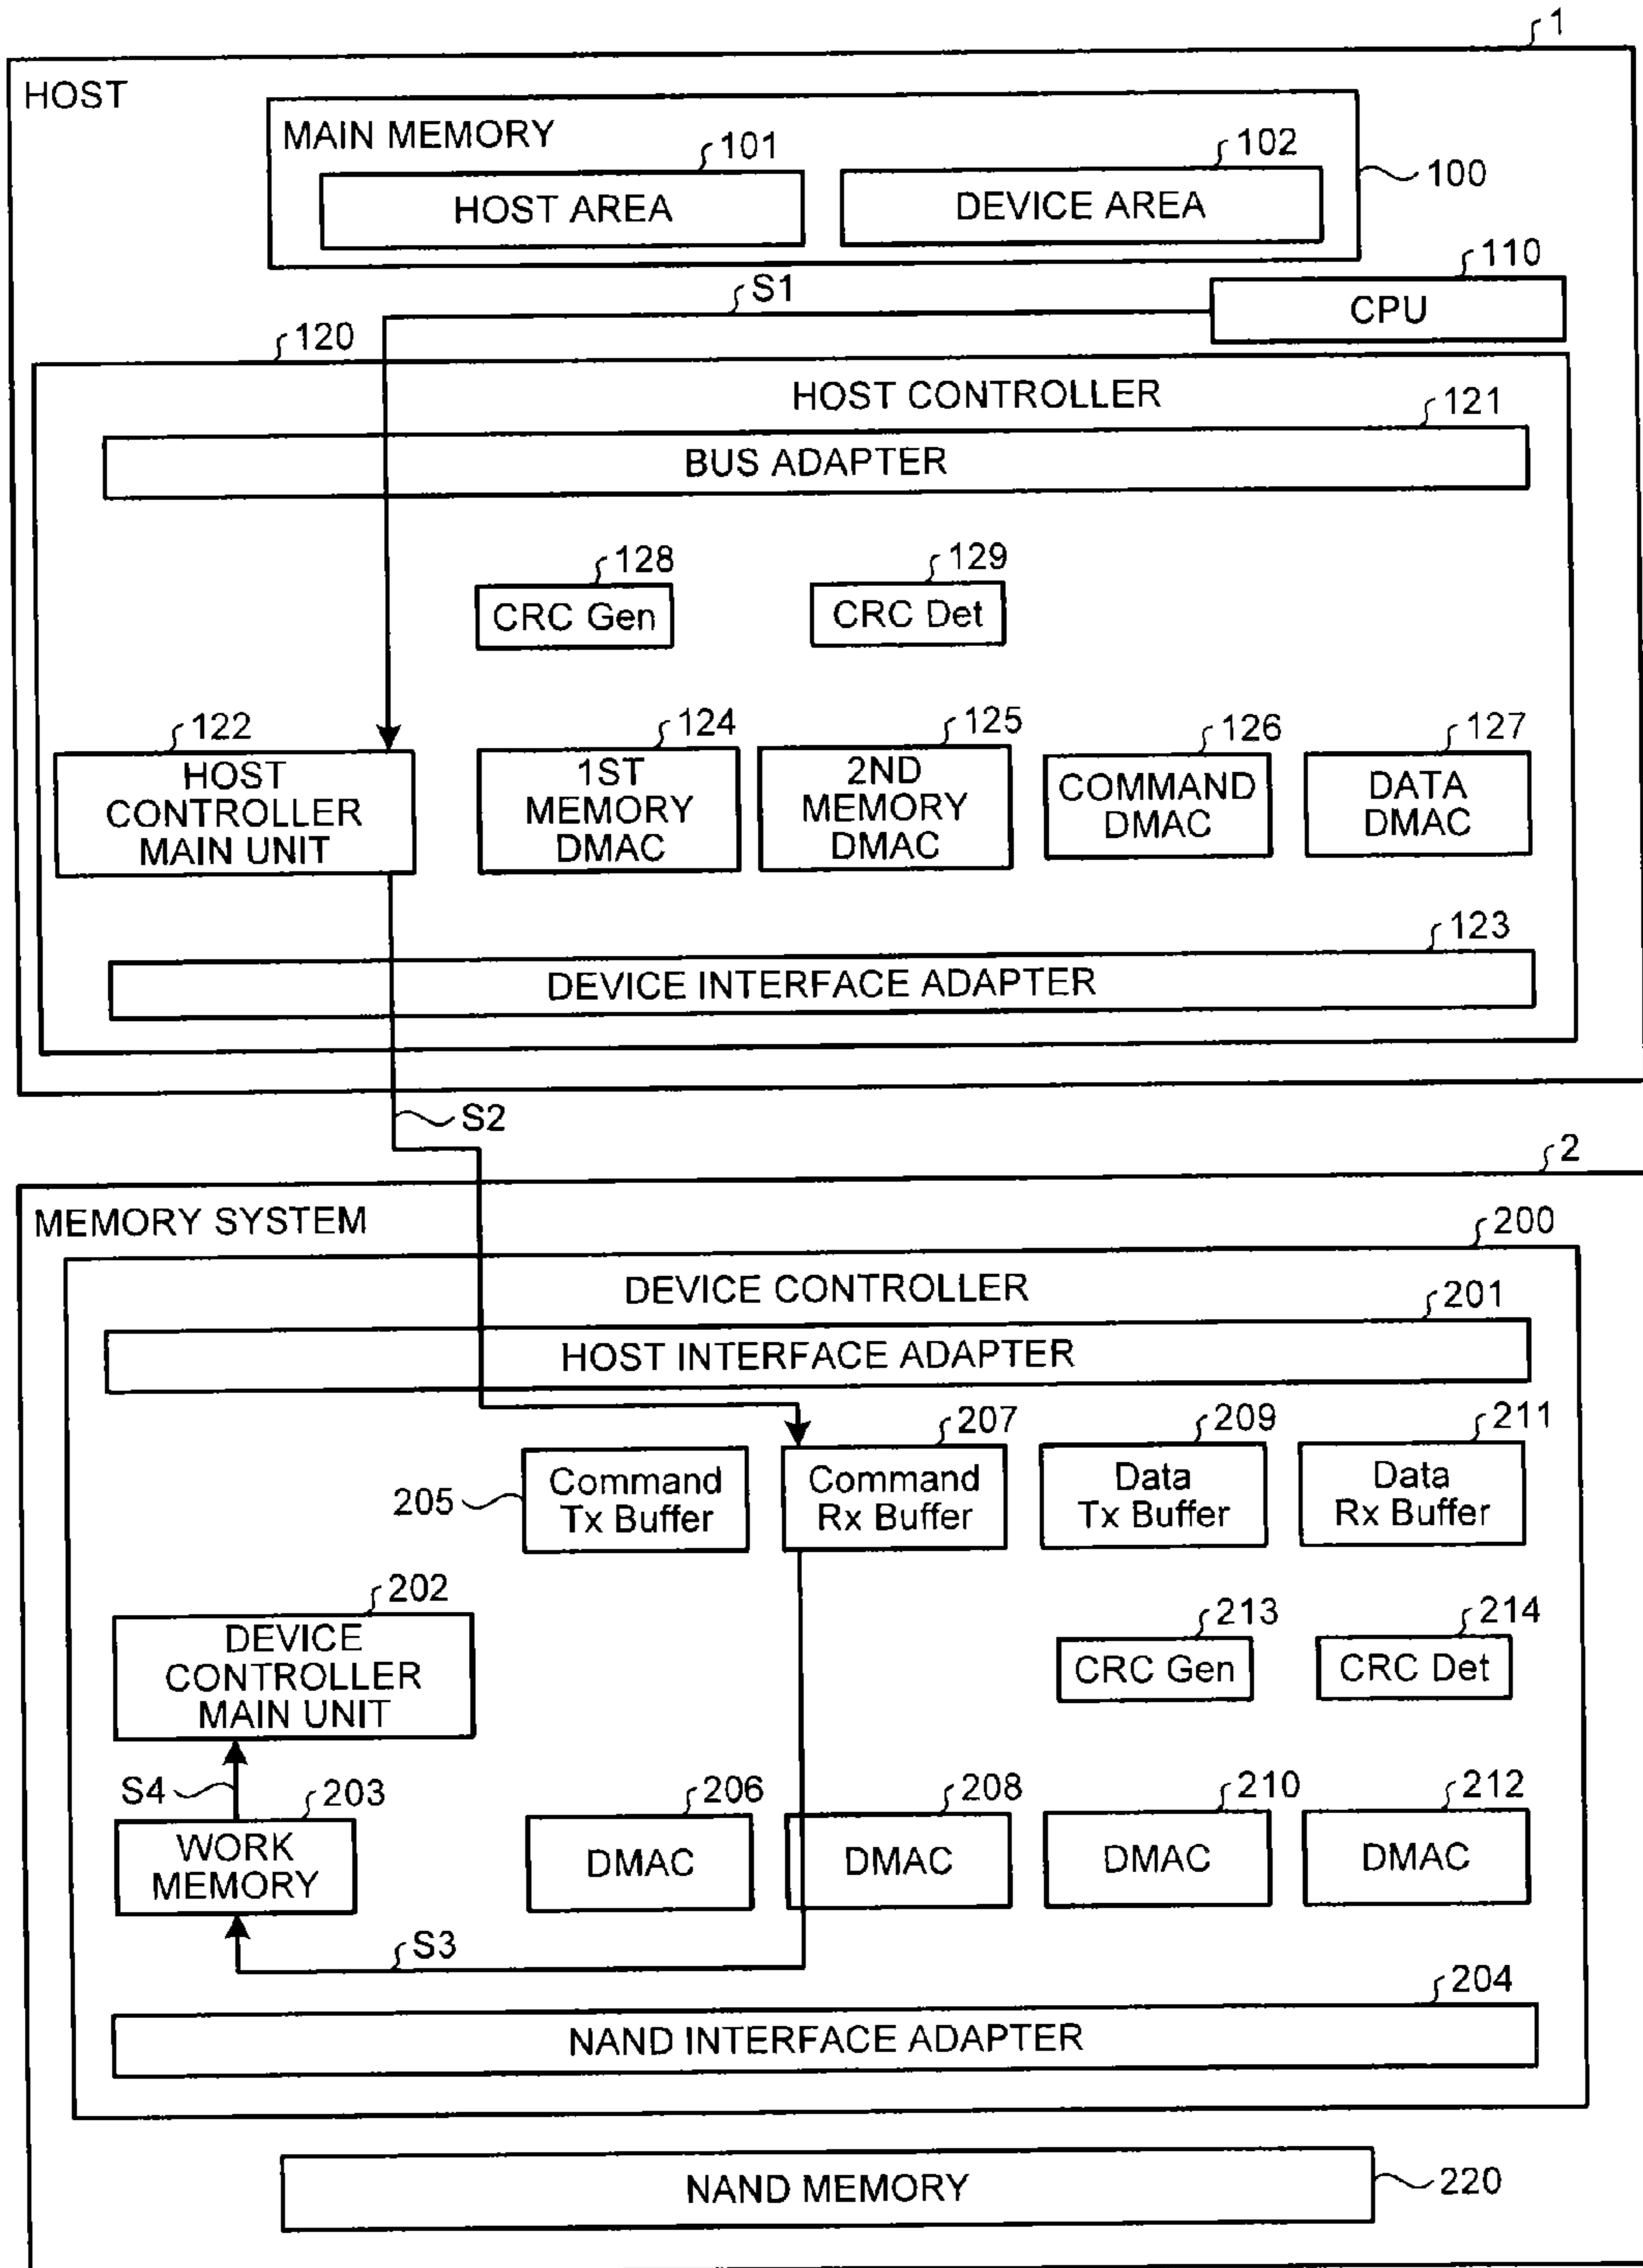 1
HOST
MAIN MEMORY
101
102
HOST AREA
DEVICE AREA
100
110
S1
CPU
120
HOST CONTROLLER
121
BUS ADAPTER
128
129
CRC Gen
CRC Det
122
124
125
126
127
HOST
CONTROLLER
MAIN UNIT
1ST
MEMORY
DMAC
2ND
MEMORY
DMAC
COMMAND
DMAC
DATA
DMAC
123
DEVICE INTERFACE ADAPTER
S2
2
MEMORY SYSTEM
200
DEVICE CONTROLLER
201
HOST INTERFACE ADAPTER
207
209
211
205
Command
Tx Buffer
Command
Rx Buffer
Data
Tx Buffer
Data
Rx Buffer
202
213
214
DEVICE
CONTROLLER
MAIN UNIT
CRC Gen
CRC Det
S4
203
206
208
210
212
WORK
MEMORY
DMAC
DMAC
DMAC
DMAC
S3
204
NAND INTERFACE ADAPTER
NAND MEMORY
220